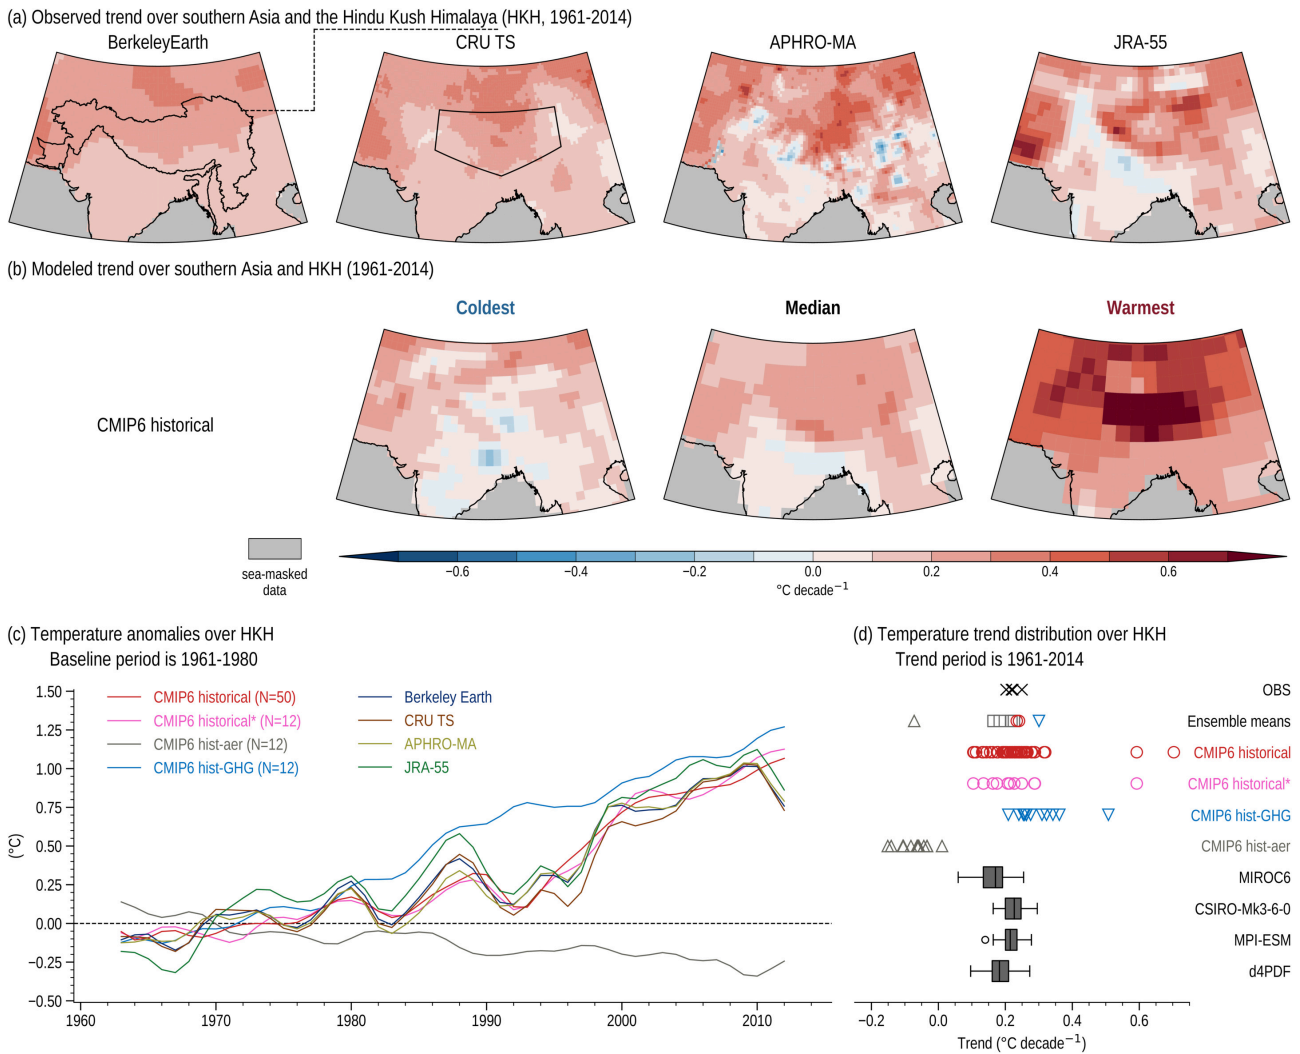 (a) Observed trend over southern Asia and the Hindu Kush Himalaya (HKH, 1961-2014)
BerkeleyEarth
CRU TS
APHRO-MA
JRA-55
(b) Modeled trend over southern Asia and HKH (1961-2014)
Coldest
Median
Warmest
CMIP6 historical
sea-masked
data
−0.6
−0.4
−0.2
0.0
0.2
0.4
0.6
°C decade⁻¹
(c) Temperature anomalies over HKH
Baseline period is 1961-1980
CMIP6 historical (N=50)
CMIP6 historical* (N=12)
CMIP6 hist-aer (N=12)
CMIP6 hist-GHG (N=12)
Berkeley Earth
CRU TS
APHRO-MA
JRA-55
(°C)
1.50
1.25
1.00
0.75
0.50
0.25
0.00
−0.25
−0.50
1960
1970
1980
1990
2000
2010
(d) Temperature trend distribution over HKH
Trend period is 1961-2014
OBS
Ensemble means
CMIP6 historical
CMIP6 historical*
CMIP6 hist-GHG
CMIP6 hist-aer
MIROC6
CSIRO-Mk3-6-0
MPI-ESM
d4PDF
−0.2
0.0
0.2
0.4
0.6
Trend (°C decade⁻¹)